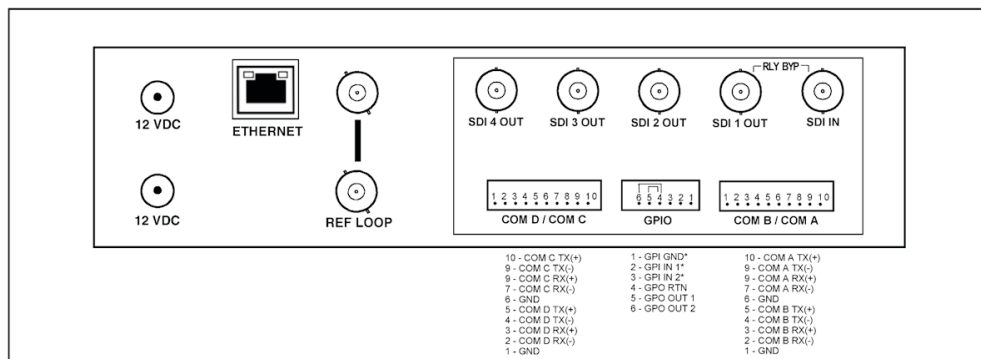 RLY BYP
SDI 4 OUT SDI 3 OUT SDI 2 OUT SDI 1 OUT SDI IN
12 VDC
ETHERNET
12 VDC
REF LOOP
1 2 3 4 5 6 7 8 9 10
COM D / COM C
6 5 4 3 2 1
GPIO
1 2 3 4 5 6 7 8 9 10
COM B / COM A
10 - COM C TX(+)
9 - COM C TX(-)
9 - COM C RX(+)
7 - COM C RX(-)
6 - GND
5 - COM D TX(+)
4 - COM D TX(-)
3 - COM D RX(+)
2 - COM D RX(-)
1 - GND
1 - GPI GND*
2 - GPI IN 1*
3 - GPI IN 2*
4 - GPO RTN
5 - GPO OUT 1
6 - GPO OUT 2
10 - COM A TX(+)
9 - COM A TX(-)
9 - COM A RX(+)
7 - COM A RX(-)
6 - GND
5 - COM B TX(+)
4 - COM B TX(-)
3 - COM B RX(+)
2 - COM B RX(-)
1 - GND